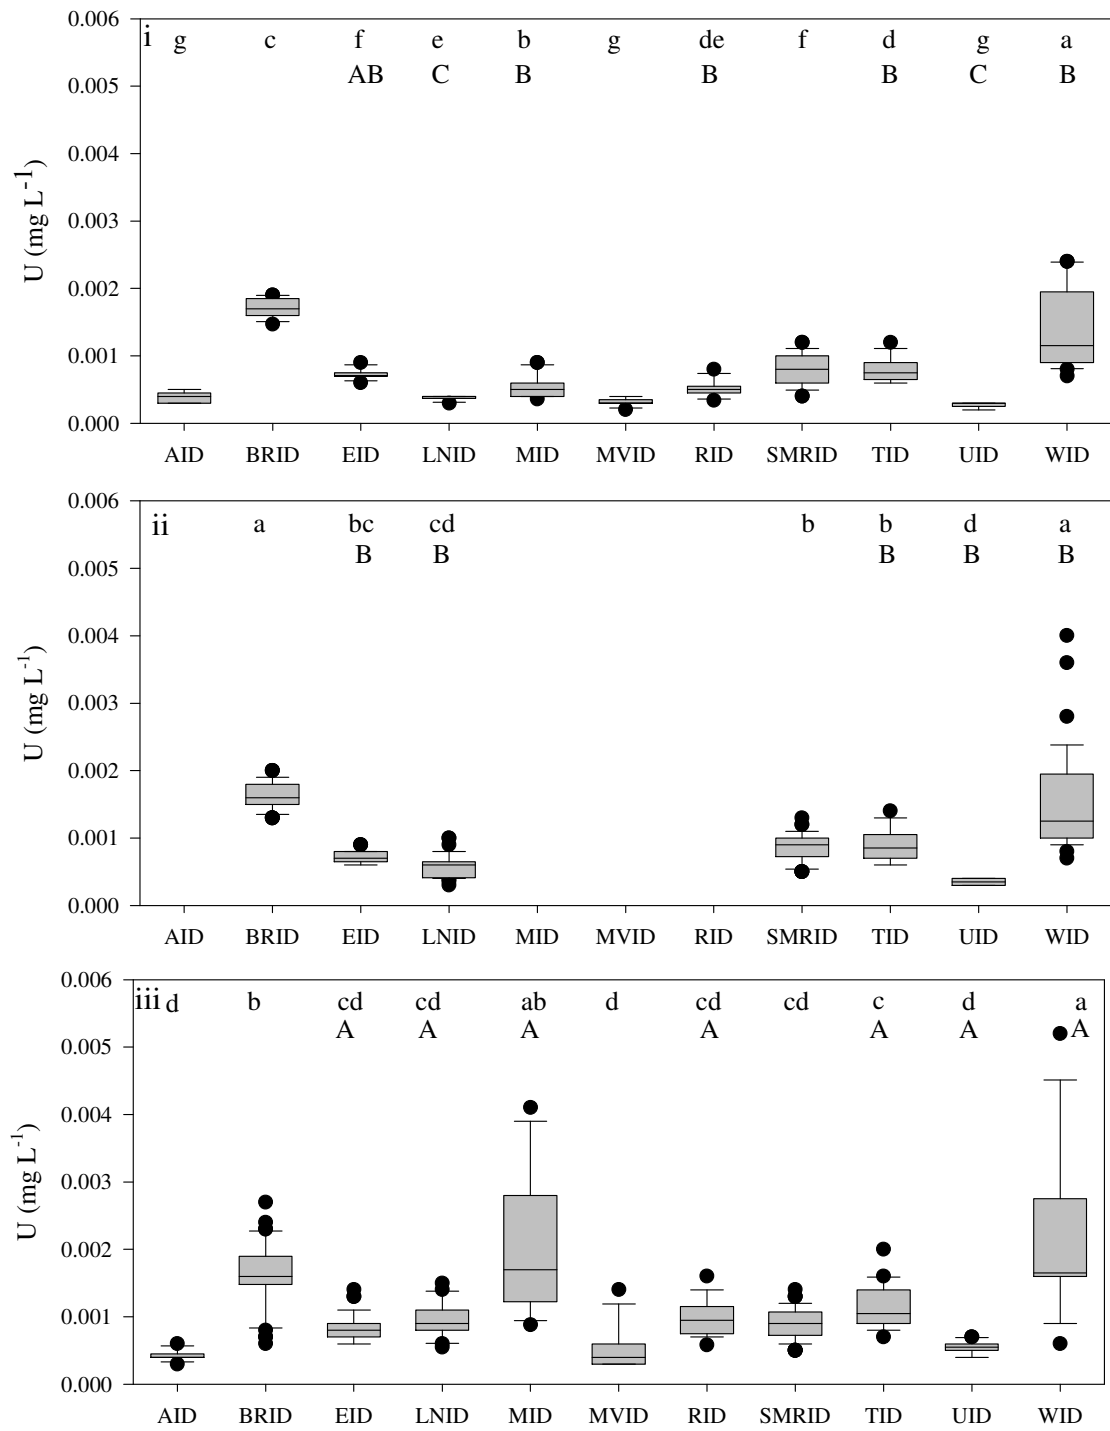 0.006
i g c f e b g de f d g a
AB C B B B C B
0.005
0.004
0.003
0.002
0.001
0.000
U (mg L-1)
AID BRID EID LNID MID MVID RID SMRID TID UID WID
0.006
ii a bc cd b b d a
B B B B B
0.005
0.004
0.003
0.002
0.001
0.000
U (mg L-1)
AID BRID EID LNID MID MVID RID SMRID TID UID WID
0.006
iii d b cd cd ab d cd cd c d a
A A A A A A A
0.005
0.004
0.003
0.002
0.001
0.000
U (mg L-1)
AID BRID EID LNID MID MVID RID SMRID TID UID WID